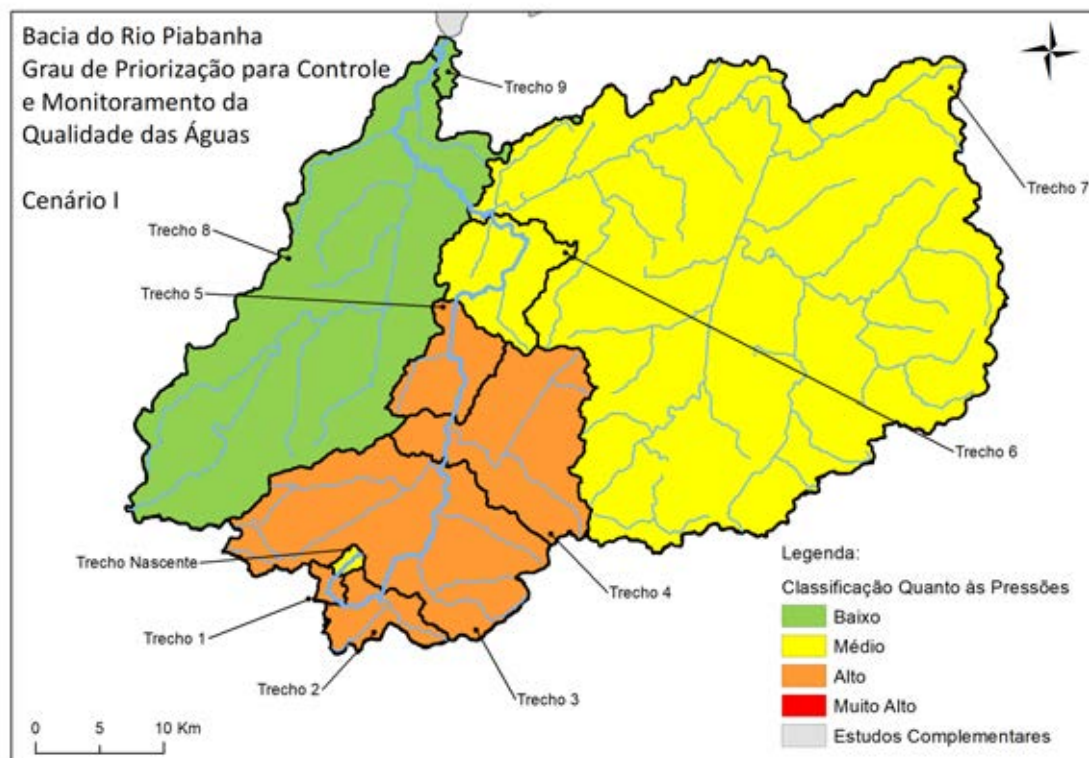 Bacia do Rio Piabanha
Grau de Priorização para Controle
e Monitoramento da
Qualidade das Águas
Cenário I
Trecho 9
Trecho 7
Trecho 8
Trecho 5
Trecho 6
Trecho Nascente
Trecho 4
Trecho 1
Trecho 2
Trecho 3
Legenda:
Classificação Quanto às Pressões
Baixo
Médio
Alto
Muito Alto
Estudos Complementares
0 5 10 Km